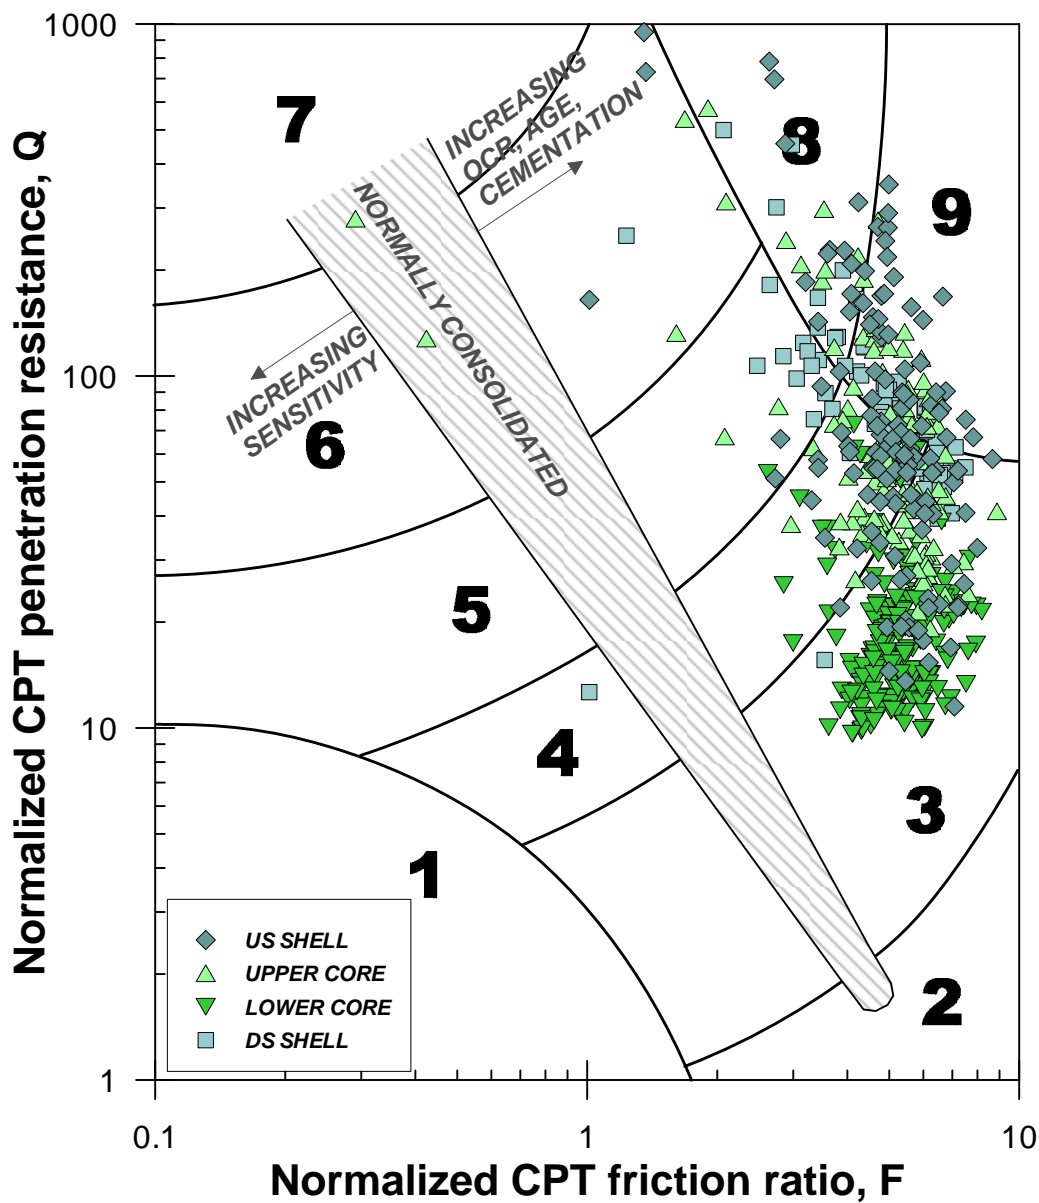 1000
100
10
1
0.1
1
10
Normalized CPT penetration resistance, Q
Normalized CPT friction ratio, F
7
INCREASING
OCR, AGE,
CEMENTATION
8
9
NORMALLY CONSOLIDATED
INCREASING
SENSITIVITY
6
5
4
3
1
2
US SHELL
UPPER CORE
LOWER CORE
DS SHELL